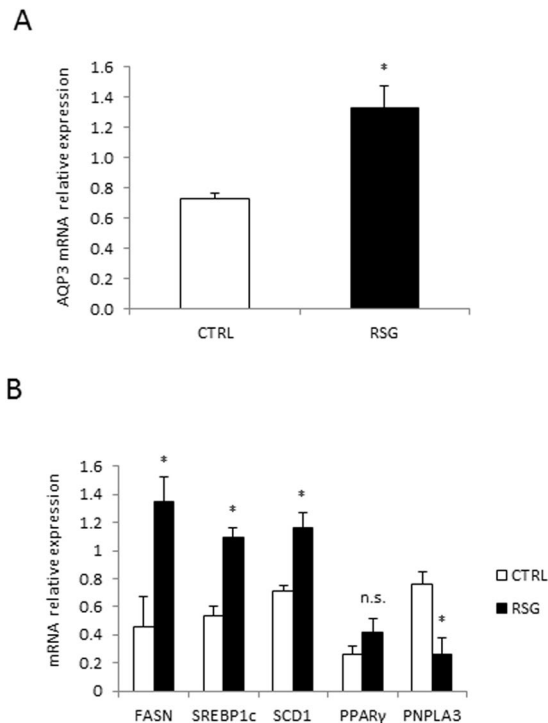 A
AQP3 mRNA relative expression
1.6
1.4
1.2
1.0
0.8
0.6
0.4
0.2
0.0
*
CTRL
RSG
B
mRNA relative expression
1.6
1.4
1.2
1
0.8
0.6
0.4
0.2
0
*
*
*
n.s.
*
FASN
SREBP1c
SCD1
PPARγ
PNPLA3
CTRL
RSG